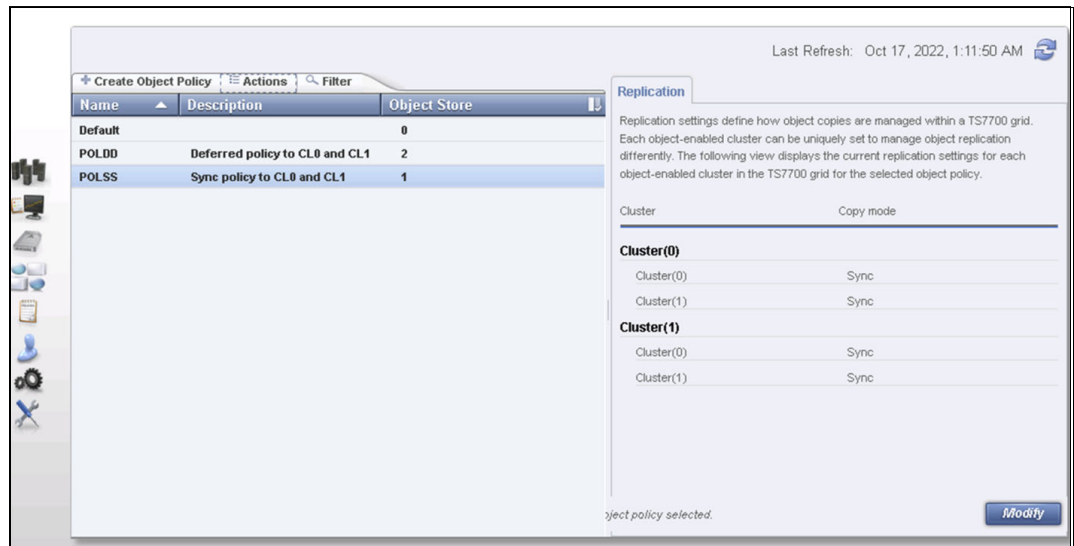 Last Refresh: Oct 17, 2022, 1:11:50 AM
Create Object Policy Actions Filter
Name Description Object Store
Default 0
POLDD Deferred policy to CL0 and CL1 2
POLSS Sync policy to CL0 and CL1 1
Replication
Replication settings define how object copies are managed within a TS7700 grid.
Each object-enabled cluster can be uniquely set to manage object replication
differently. The following view displays the current replication settings for each
object-enabled cluster in the TS7700 grid for the selected object policy.
Cluster Copy mode
Cluster(0)
Cluster(0) Sync
Cluster(1) Sync
Cluster(1)
Cluster(0) Sync
Cluster(1) Sync
policy selected.
Modify